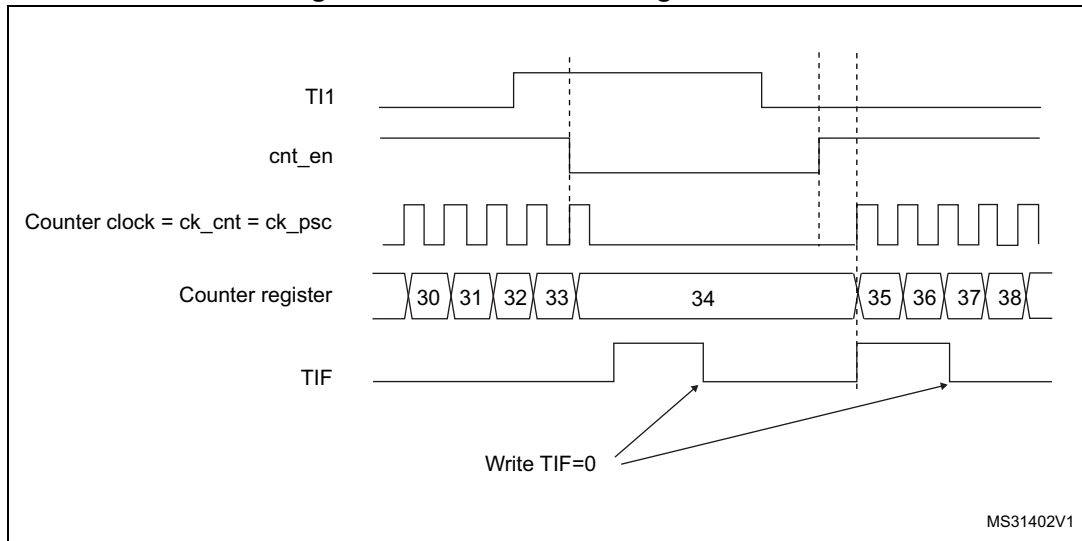 TI1
cnt_en
Counter clock = ck_cnt = ck_psc
Counter register
30 31 32 33 34 35 36 37 38
TIF
Write TIF=0
MS31402V1